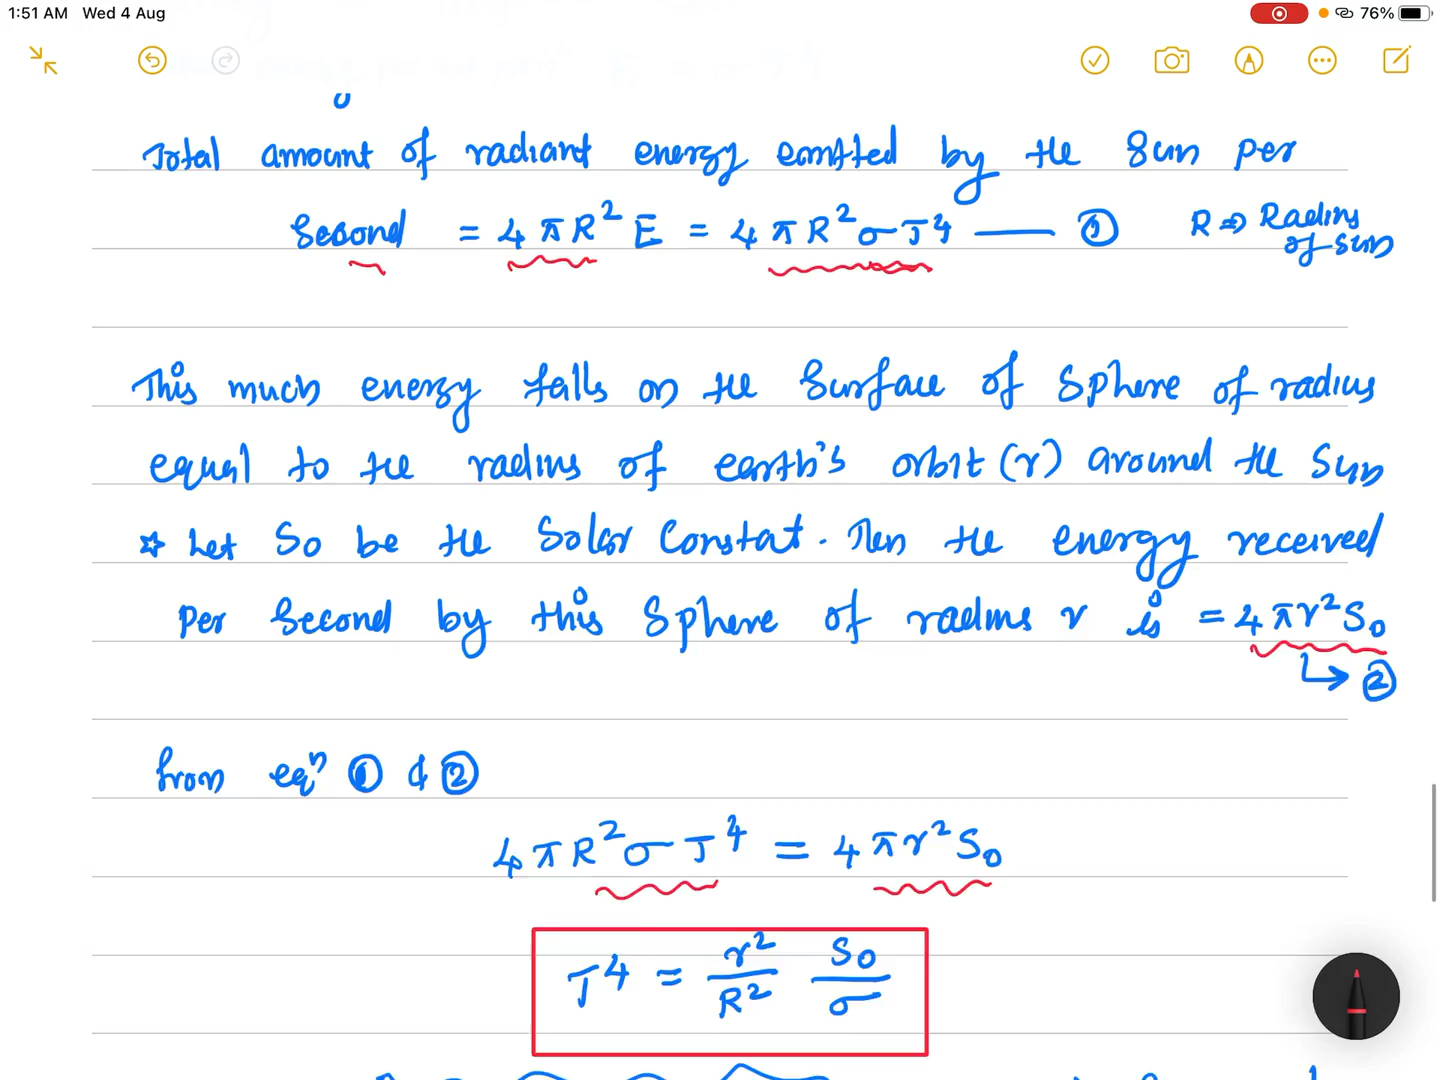 1:51 AM Wed 4 Aug
76%
Total amount of radiant energy emitted by the Sun per
Second = 4πR²E = 4πR²σT⁴ —— ① R ⇒ Radius of sun
This much energy falls on the Surface of Sphere of radius
equal to the radius of earth's orbit (r) around the Sun
☆ Let So be the Solar Constat. Then the energy received
per Second by this Sphere of radius r is = 4πr²S₀
↳ ②
from eqⁿ ① & ②
4πR²σT⁴ = 4πr²S₀
T⁴ = r²/R² S₀/σ